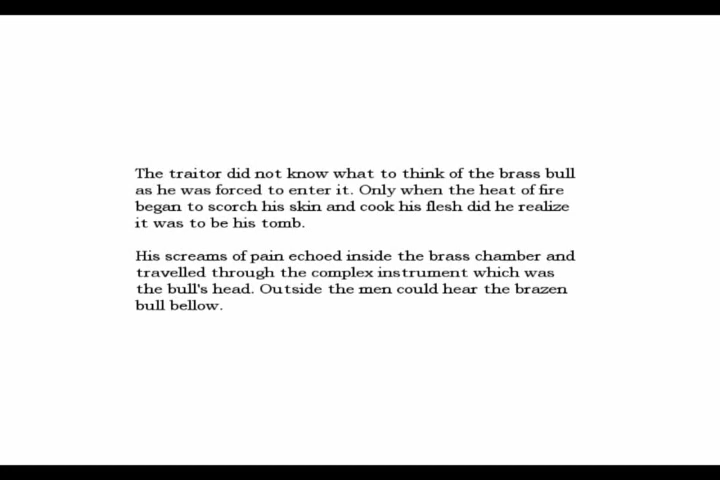 The traitor did not know what to think of the brass bull
as he was forced to enter it. Only when the heat of fire
began to scorch his skin and cook his flesh did he realize
it was to be his tomb.
His screams of pain echoed inside the brass chamber and
travelled through the complex instrument which was
the bull's head. Outside the men could hear the brazen
bull bellow.